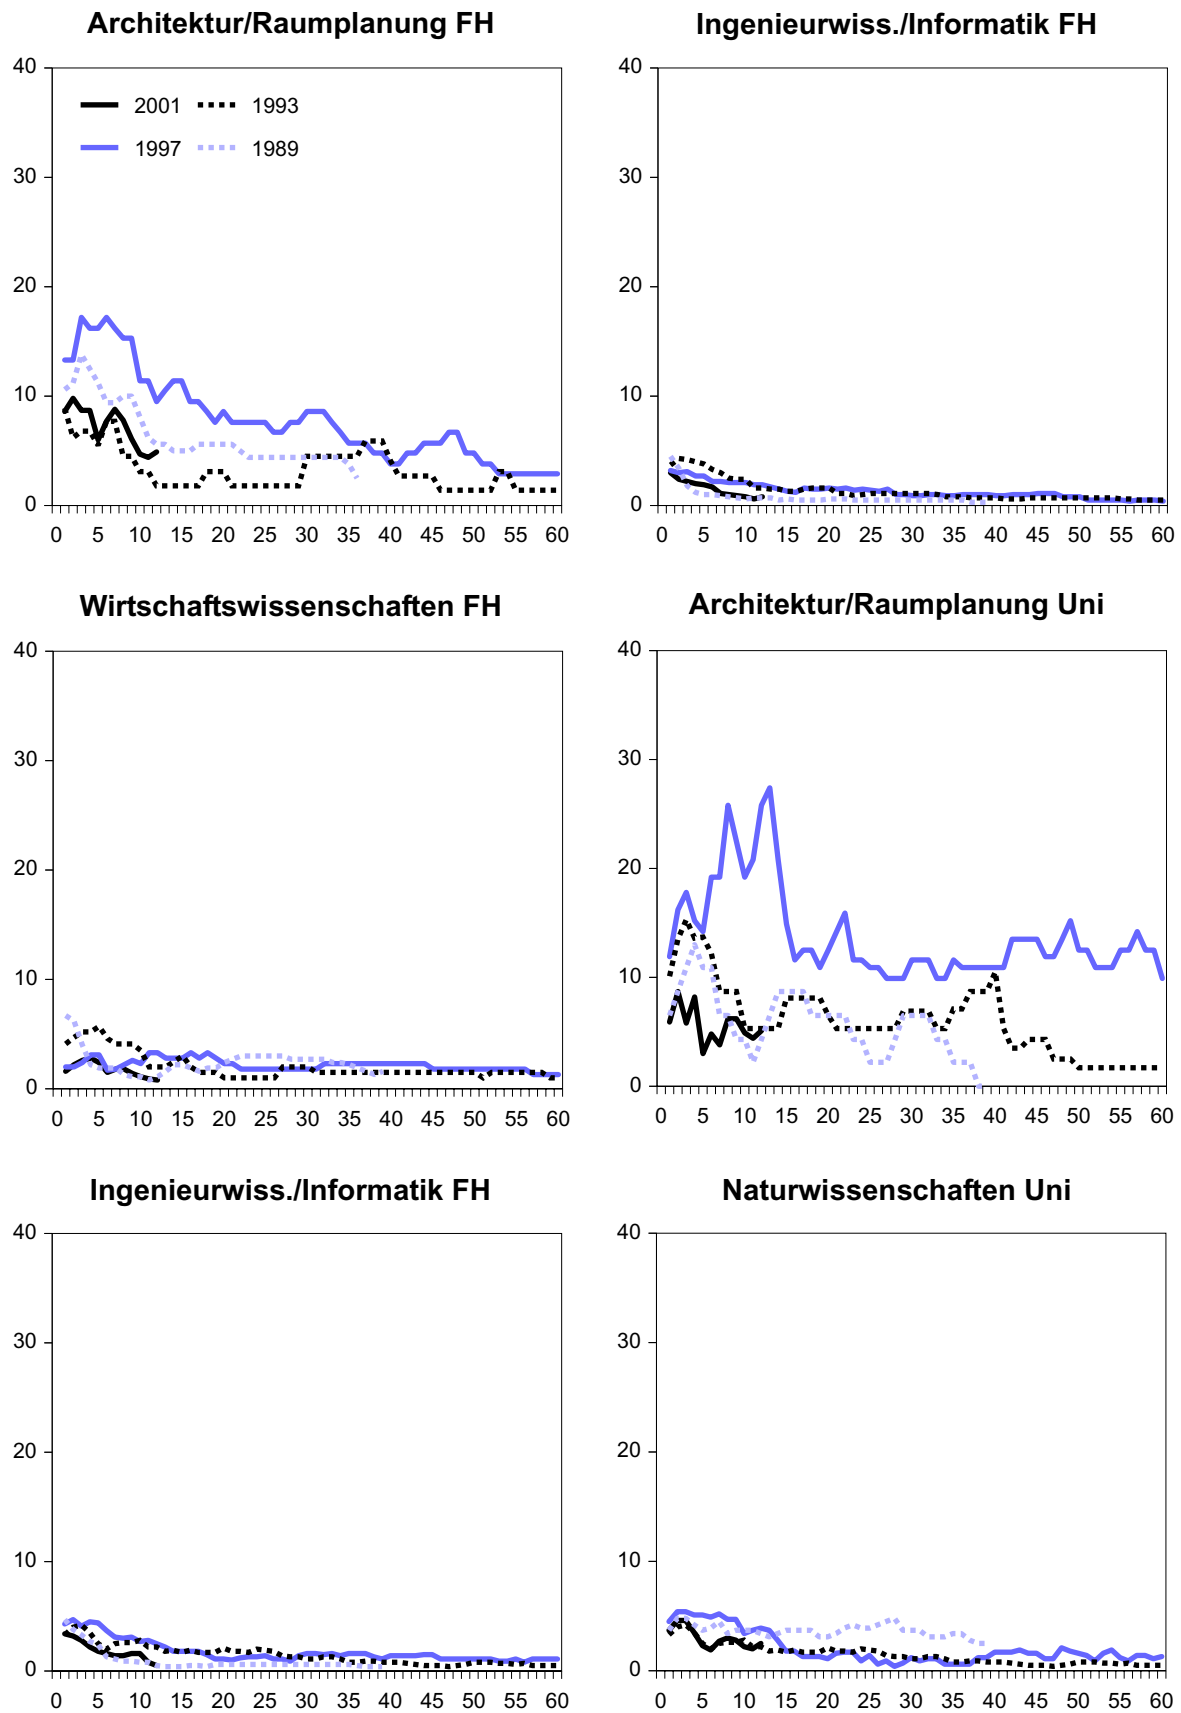 Architektur/Raumplanung FH
40
30
20
10
0
2001
1993
1997
1989
0 5 10 15 20 25 30 35 40 45 50 55 60
Ingenieurwiss./Informatik FH
40
30
20
10
0
0 5 10 15 20 25 30 35 40 45 50 55 60
Wirtschaftswissenschaften FH
40
30
20
10
0
0 5 10 15 20 25 30 35 40 45 50 55 60
Architektur/Raumplanung Uni
40
30
20
10
0
0 5 10 15 20 25 30 35 40 45 50 55 60
Ingenieurwiss./Informatik FH
40
30
20
10
0
0 5 10 15 20 25 30 35 40 45 50 55 60
Naturwissenschaften Uni
40
30
20
10
0
0 5 10 15 20 25 30 35 40 45 50 55 60